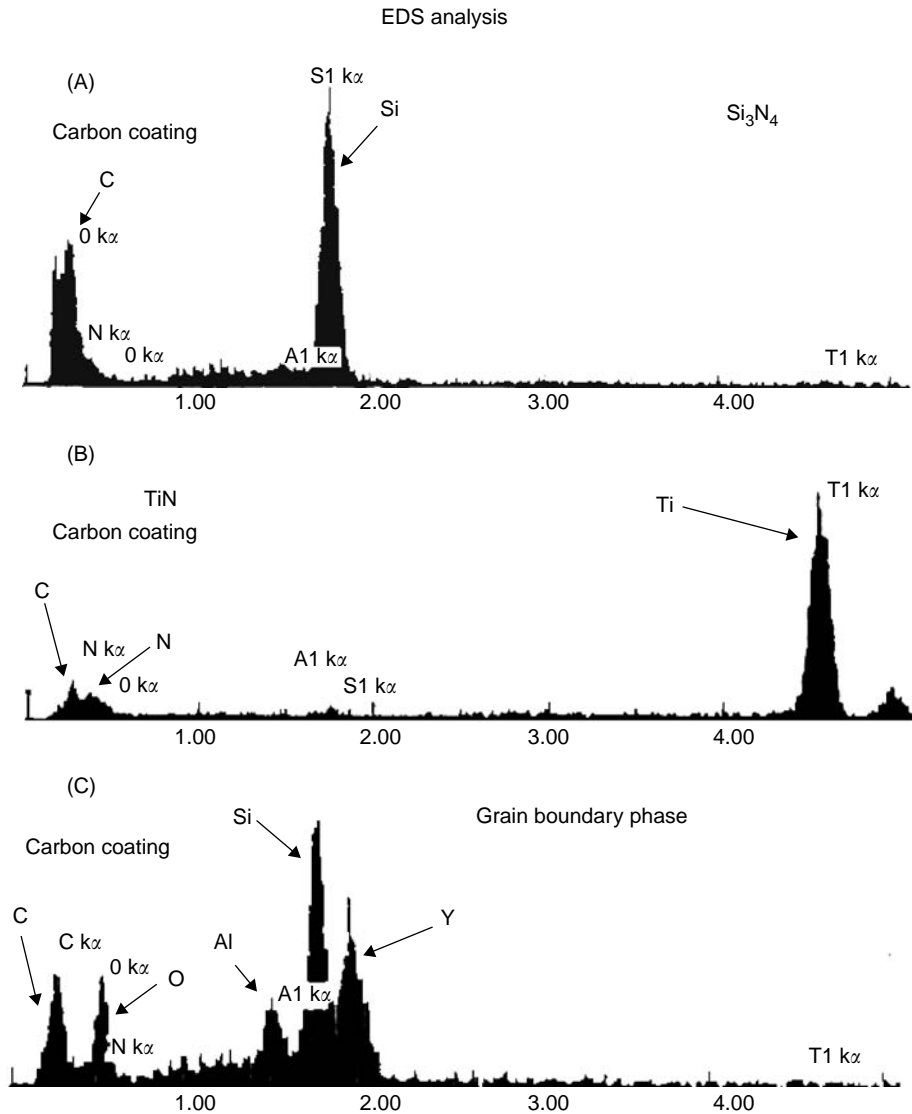 EDS analysis
(A)
S1 kα
Si
Si₃N₄
Carbon coating
C
0 kα
N kα
0 kα
A1 kα
T1 kα
1.00 2.00 3.00 4.00
(B)
TiN
Carbon coating
T1 kα
Ti
C
N kα
N
0 kα
A1 kα
S1 kα
1.00 2.00 3.00 4.00
(C)
Si
Grain boundary phase
Carbon coating
C
C kα
0 kα
O
N kα
Al
A1 kα
Y
T1 kα
1.00 2.00 3.00 4.00